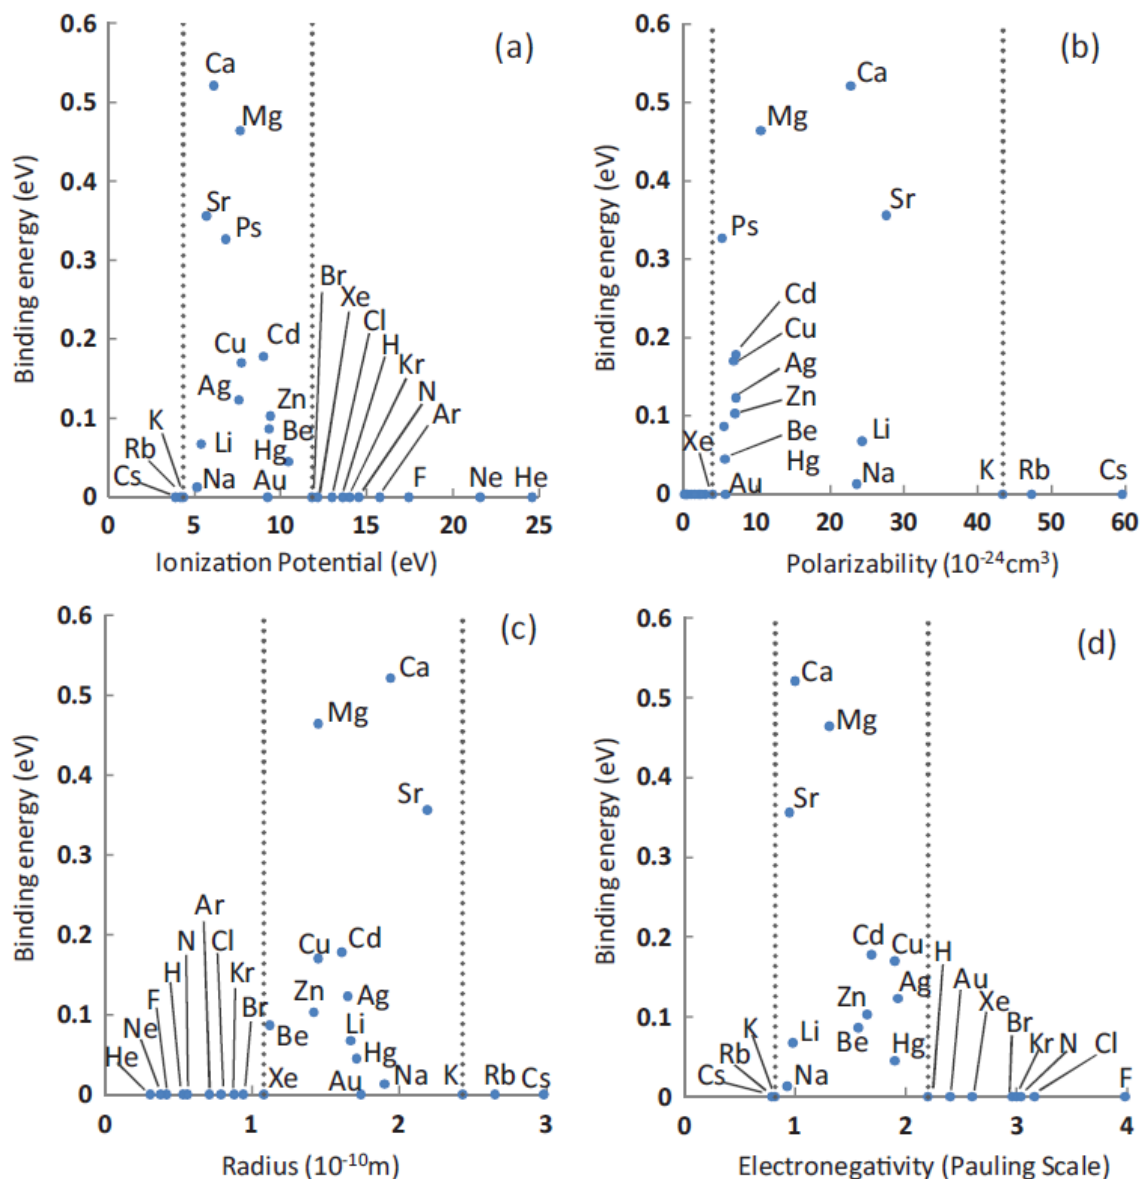 (a)
Binding energy (eV)
0.6
0.5
0.4
0.3
0.2
0.1
0
Ca
Mg
Sr
Ps
Br
Xe
Cl
H
Kr
N
Ar
Cu
Cd
Ag
Zn
K
Rb
Cs
Li
Be
Hg
Na
Au
F
Ne
He
0 5 10 15 20 25
Ionization Potential (eV)
(b)
Binding energy (eV)
0.6
0.5
0.4
0.3
0.2
0.1
0
Ca
Mg
Sr
Ps
Cd
Cu
Ag
Zn
Xe
Be
Li
Hg
Na
Au
K
Rb
Cs
0 10 20 30 40 50 60
Polarizability (10⁻²⁴cm³)
(c)
Binding energy (eV)
0.6
0.5
0.4
0.3
0.2
0.1
0
Ca
Mg
Sr
Ar
N
Cl
Cu
Cd
H
Kr
F
Br
Zn
Ag
Ne
Be
Li
He
Hg
Xe
Au
Na
K
Rb
Cs
0 1 2 3
Radius (10⁻¹⁰m)
(d)
Binding energy (eV)
0.6
0.5
0.4
0.3
0.2
0.1
0
Ca
Mg
Sr
Cd
Cu
H
Ag
Au
Zn
Xe
K
Li
Be
Hg
Br
Rb
Kr
N
Cl
Cs
Na
F
0 1 2 3 4
Electronegativity (Pauling Scale)